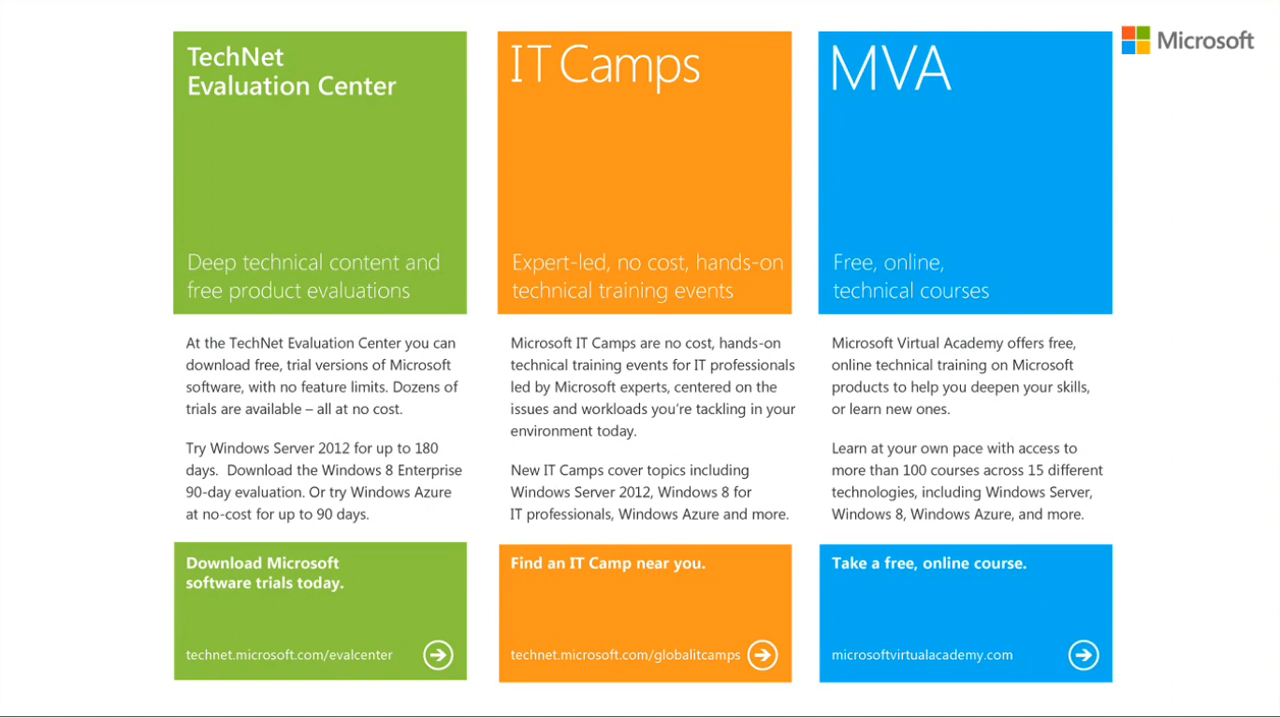 TechNet
Evaluation Center
Deep technical content and
free product evaluations
At the TechNet Evaluation Center you can
download free, trial versions of Microsoft
software, with no feature limits. Dozens of
trials are available – all at no cost.
Try Windows Server 2012 for up to 180
days.  Download the Windows 8 Enterprise
90-day evaluation. Or try Windows Azure
at no-cost for up to 90 days.
Download Microsoft
software trials today.
technet.microsoft.com/evalcenter
IT Camps
Expert-led, no cost, hands-on
technical training events
Microsoft IT Camps are no cost, hands-on
technical training events for IT professionals
led by Microsoft experts, centered on the
issues and workloads you're tackling in your
environment today.
New IT Camps cover topics including
Windows Server 2012, Windows 8 for
IT professionals, Windows Azure and more.
Find an IT Camp near you.
technet.microsoft.com/globalitcamps
MVA
Free, online,
technical courses
Microsoft Virtual Academy offers free,
online technical training on Microsoft
products to help you deepen your skills,
or learn new ones.
Learn at your own pace with access to
more than 100 courses across 15 different
technologies, including Windows Server,
Windows 8, Windows Azure, and more.
Take a free, online course.
microsoftvirtualacademy.com
Microsoft